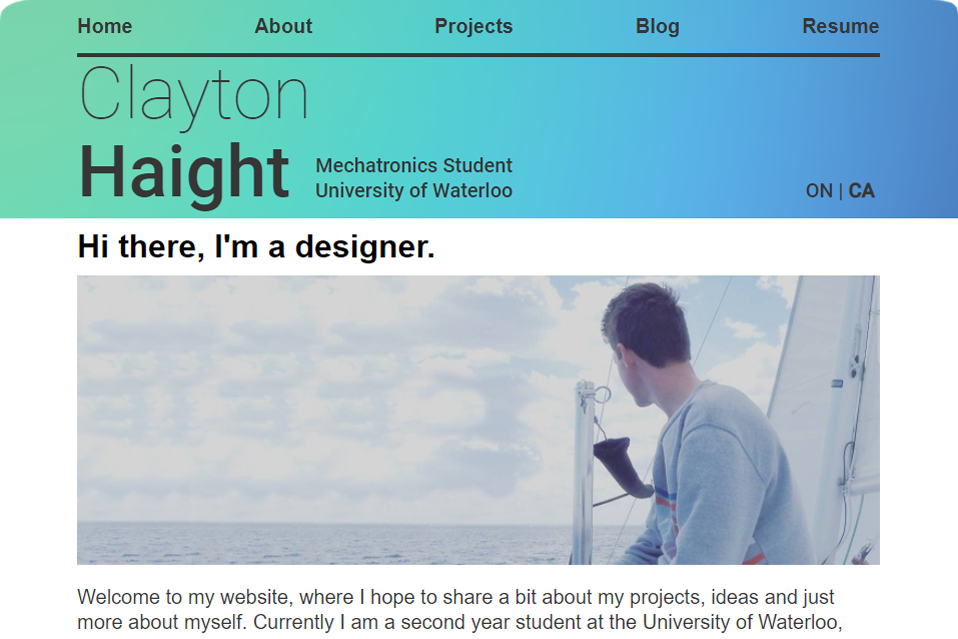 Home About Projects Blog Resume
Clayton
Haight
Mechatronics Student
University of Waterloo
ON | CA
Hi there, I'm a designer.
Welcome to my website, where I hope to share a bit about my projects, ideas and just
more about myself. Currently I am a second year student at the University of Waterloo,